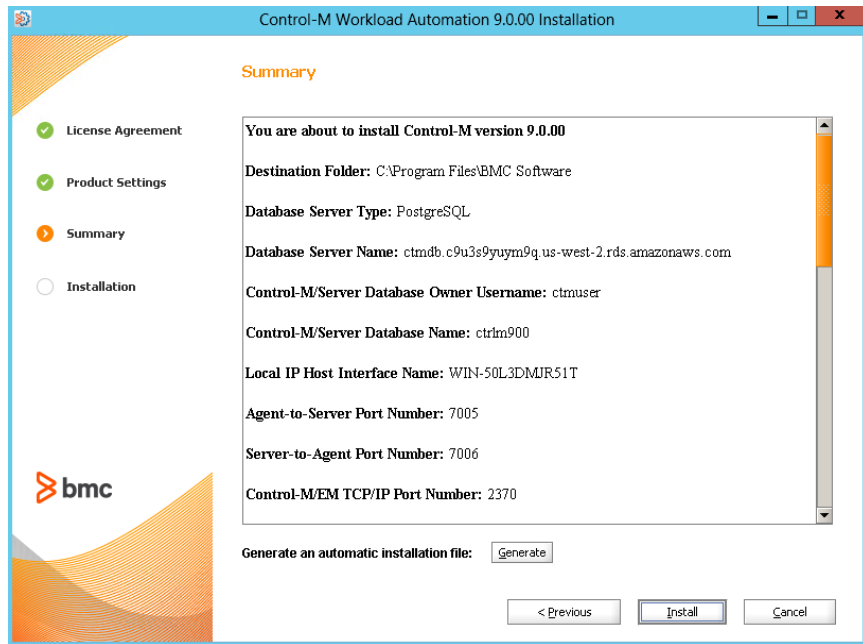 Control-M Workload Automation 9.0.00 Installation
Summary
License Agreement
Product Settings
Summary
Installation
You are about to install Control-M version 9.0.00
Destination Folder: C:\Program Files\BMC Software
Database Server Type: PostgreSQL
Database Server Name: ctmdb.c9u3s9yuym9q.us-west-2.rds.amazonaws.com
Control-M/Server Database Owner Username: ctmuser
Control-M/Server Database Name: ctrlm900
Local IP Host Interface Name: WIN-50L3DMJR51T
Agent-to-Server Port Number: 7005
Server-to-Agent Port Number: 7006
Control-M/EM TCP/IP Port Number: 2370
bmc
Generate an automatic installation file: Generate
< Previous Install Cancel